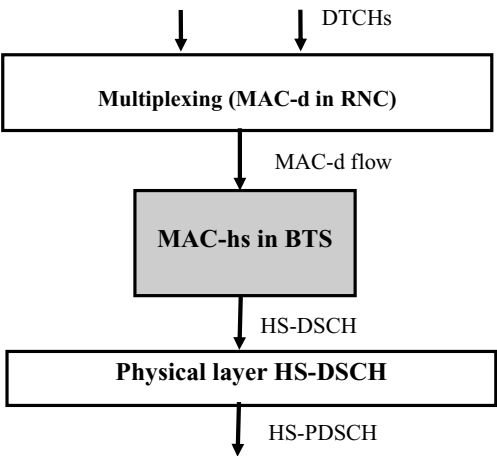 DTCHs
Multiplexing (MAC-d in RNC)
MAC-d flow
MAC-hs in BTS
HS-DSCH
Physical layer HS-DSCH
HS-PDSCH